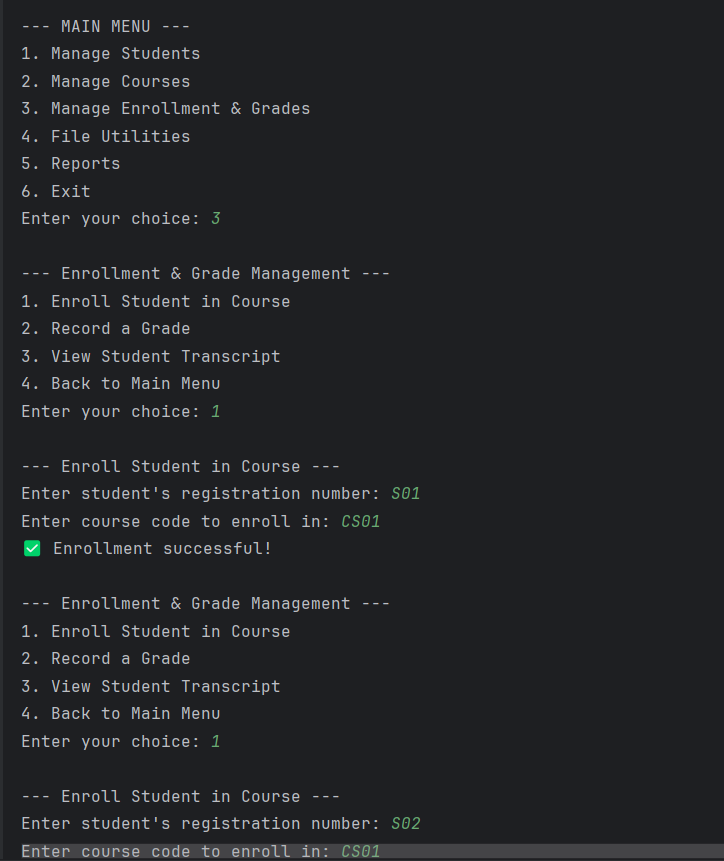 --- MAIN MENU ---
1. Manage Students
2. Manage Courses
3. Manage Enrollment & Grades
4. File Utilities
5. Reports
6. Exit
Enter your choice: 3
--- Enrollment & Grade Management ---
1. Enroll Student in Course
2. Record a Grade
3. View Student Transcript
4. Back to Main Menu
Enter your choice: 1
--- Enroll Student in Course ---
Enter student's registration number: S01
Enter course code to enroll in: CS01
✅ Enrollment successful!
--- Enrollment & Grade Management ---
1. Enroll Student in Course
2. Record a Grade
3. View Student Transcript
4. Back to Main Menu
Enter your choice: 1
--- Enroll Student in Course ---
Enter student's registration number: S02
Enter course code to enroll in: CS01